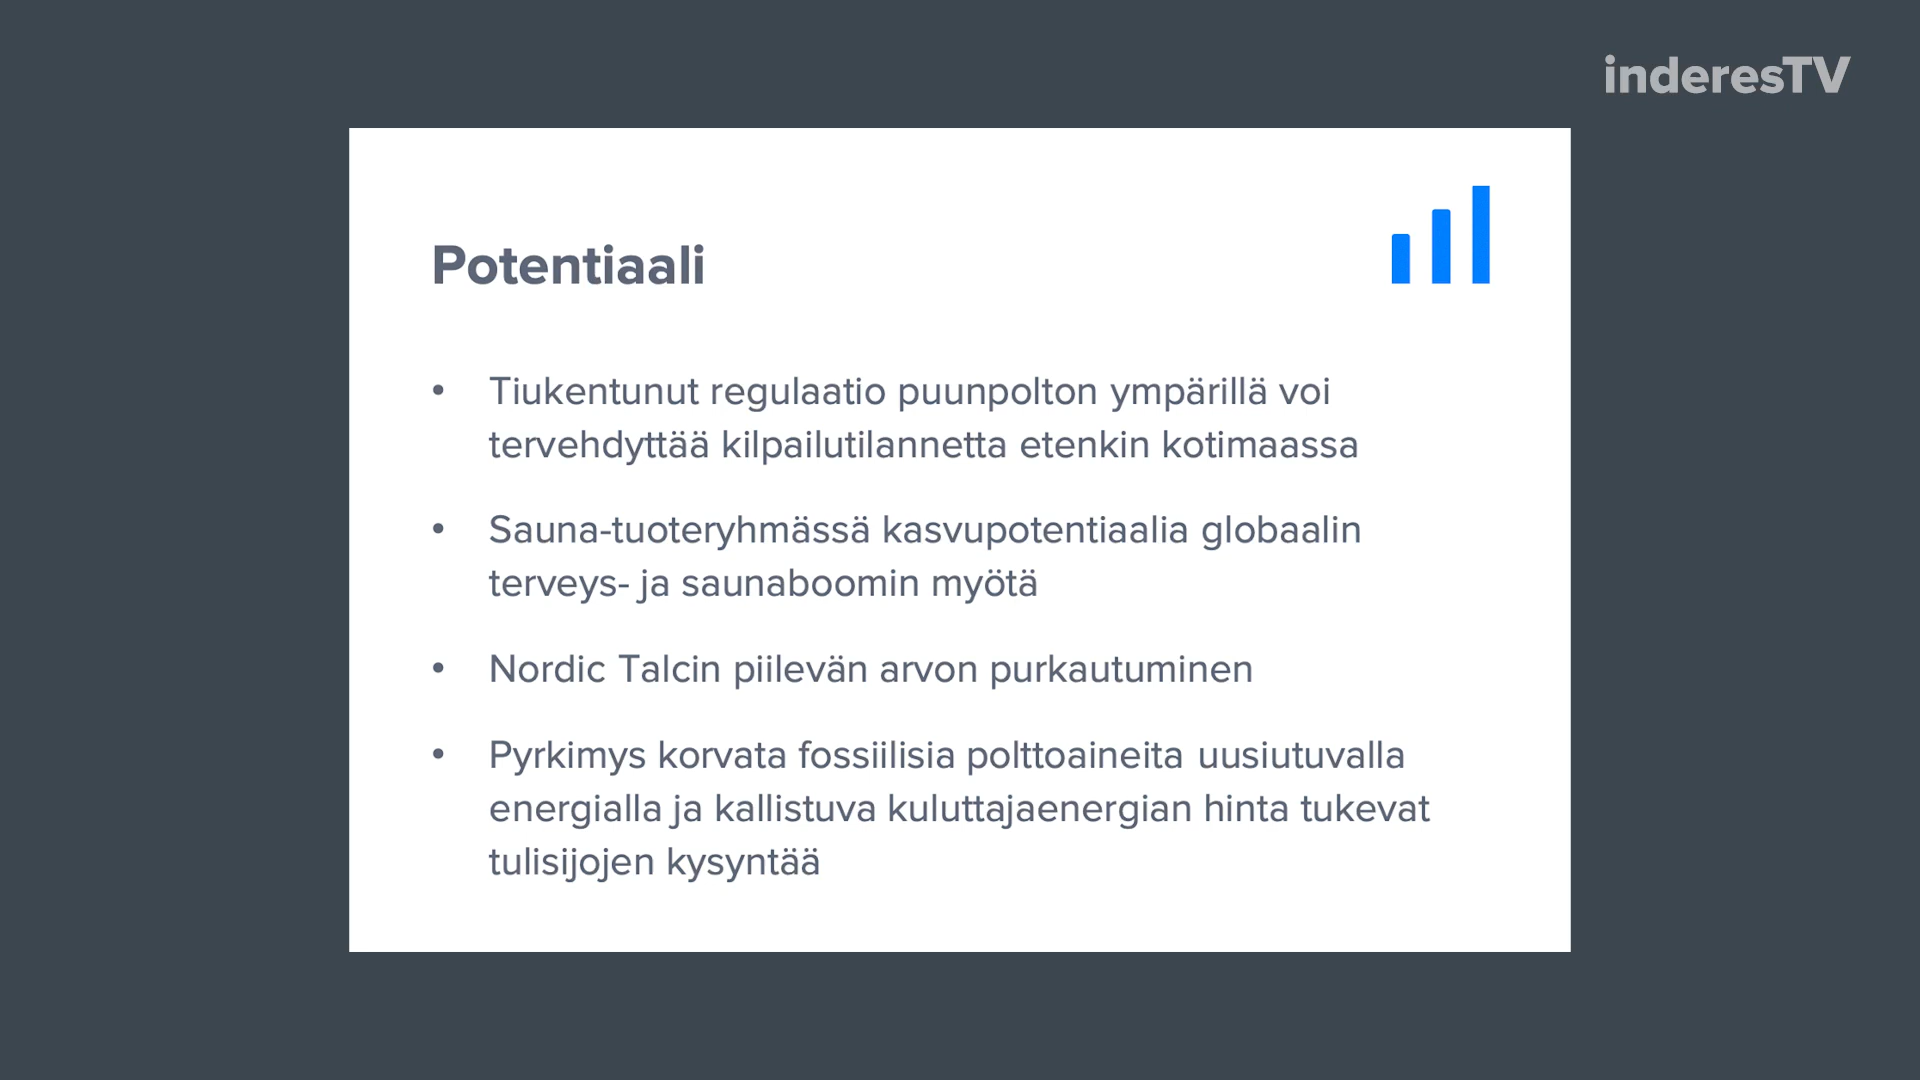 inderesTV
Potentiaali
• Tiukentunut regulaatio puunpolton ympärillä voi
tervehdyttää kilpailutilannetta etenkin kotimaassa
• Sauna-tuoteryhmässä kasvupotentiaalia globaalin
terveys- ja saunaboomin myötä
• Nordic Talcin piilevän arvon purkautuminen
• Pyrkimys korvata fossiilisia polttoaineita uusiutuvalla
energialla ja kallistuva kuluttajaenergian hinta tukevat
tulisijojen kysyntää